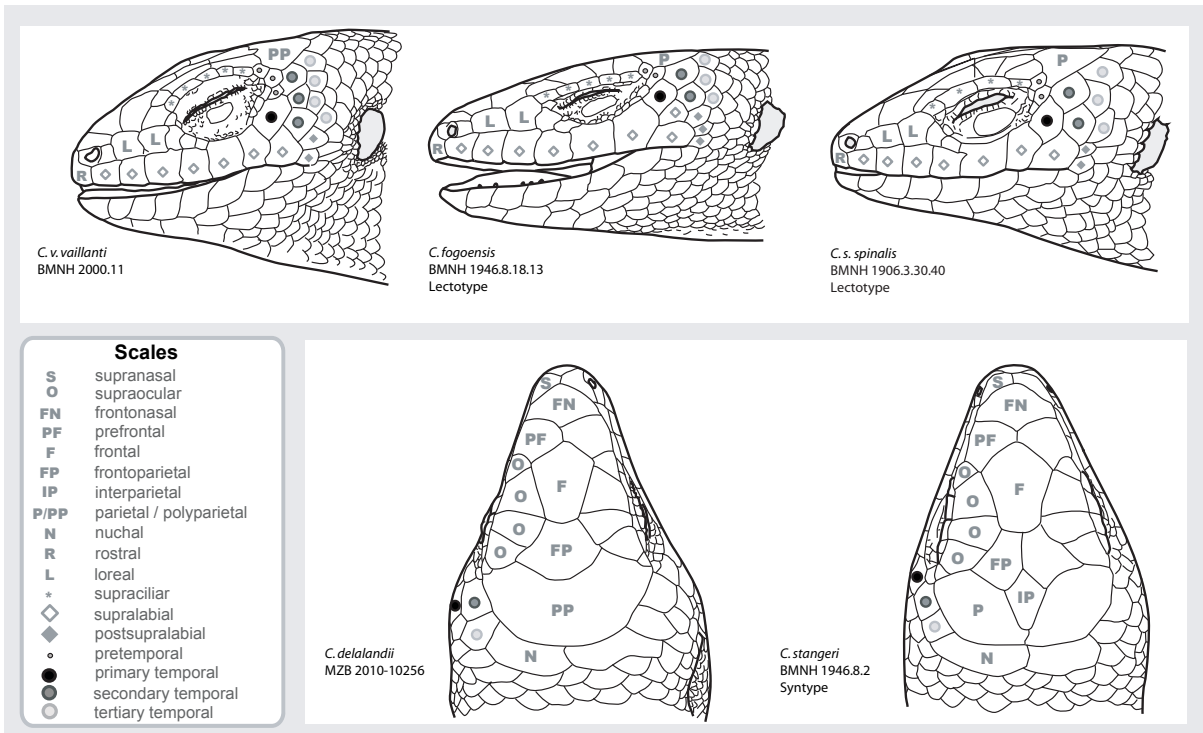 PP
* * * * *
L L
R
C. v. vaillanti
BMNH 2000.11
P
* * * *
L L
R
C. fogoensis
BMNH 1946.8.18.13
Lectotype
P
* * * *
L L
R
C. s. spinalis
BMNH 1906.3.30.40
Lectotype
Scales
S supranasal
O supraocular
FN frontonasal
PF prefrontal
F frontal
FP frontoparietal
IP interparietal
P/PP parietal / polyparietal
N nuchal
R rostral
L loreal
* supraciliar
supralabial
postsupralabial
pretemporal
primary temporal
secondary temporal
tertiary temporal
S
FN
PF
O
O
F
O
O
FP
PP
N
C. delalandii
MZB 2010-10256
S
FN
PF
O
O
F
O
O
FP
IP
P
N
C. stangeri
BMNH 1946.8.2
Syntype